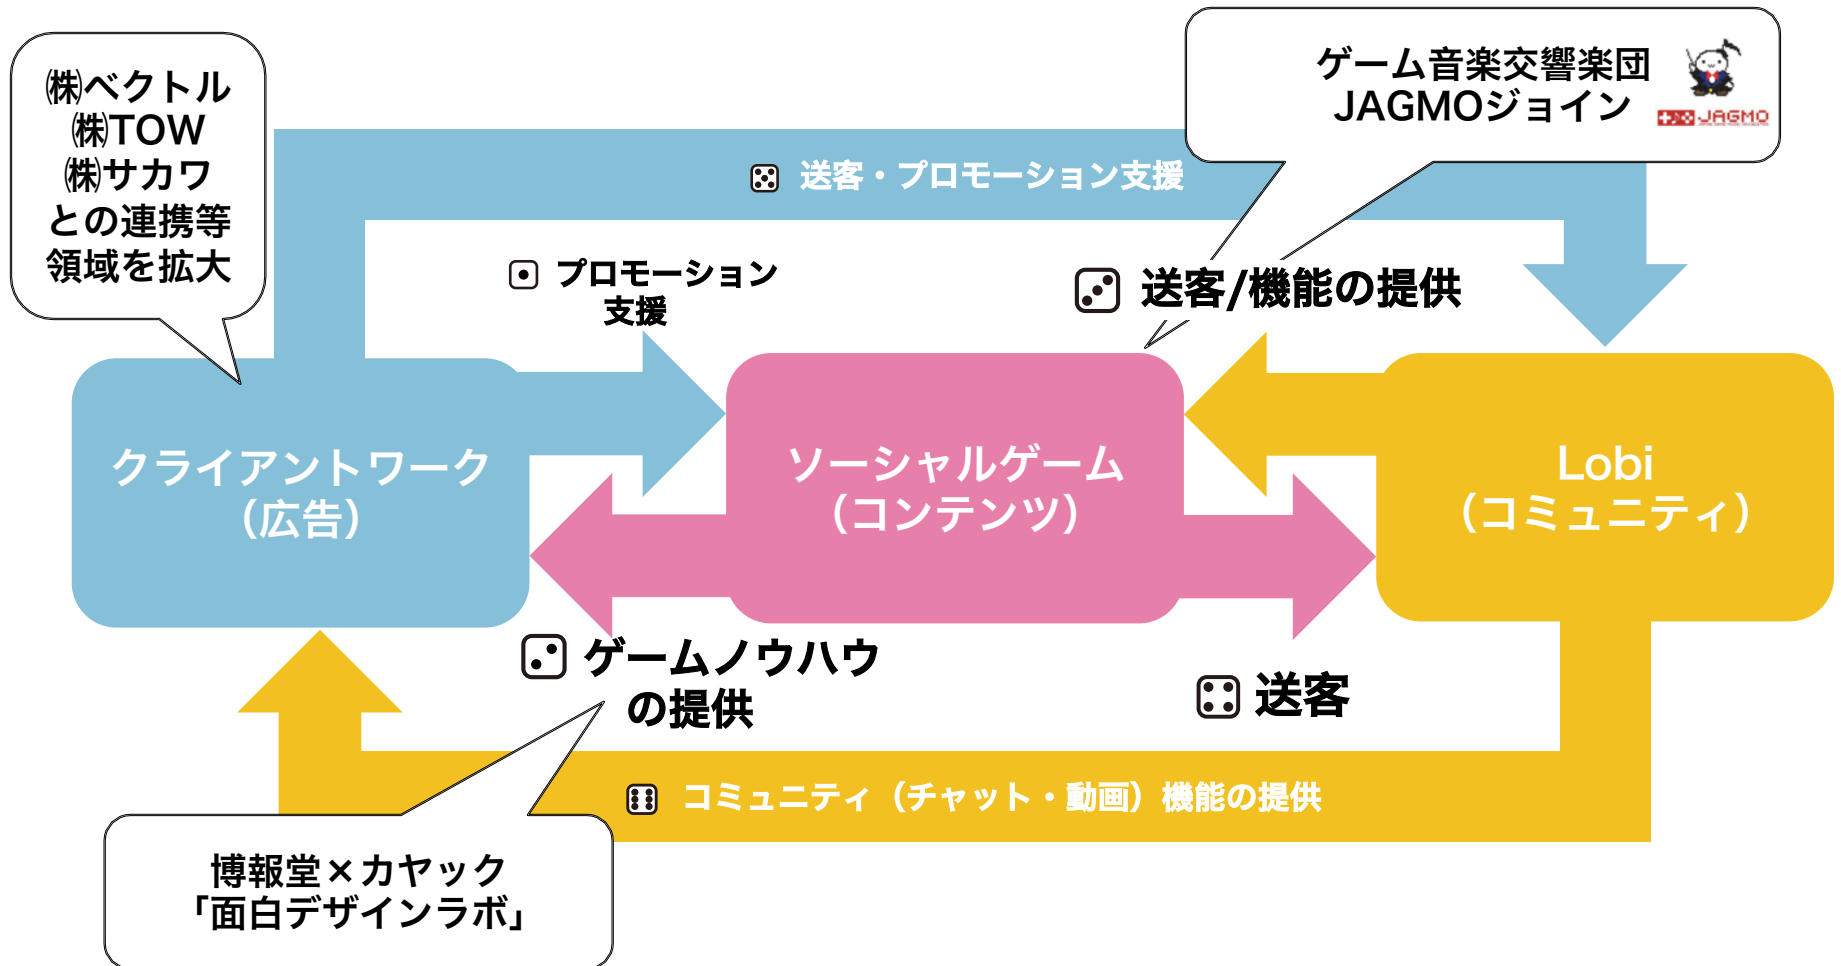 ㈱ベクトル
㈱TOW
㈱サカワ
との連携等
領域を拡大
ゲーム音楽交響楽団
JAGMOジョイン
JAGMO
送客・プロモーション支援
プロモーション
支援
送客/機能の提供
クライアントワーク
（広告）
ソーシャルゲーム
（コンテンツ）
Lobi
（コミュニティ）
ゲームノウハウ
の提供
送客
コミュニティ（チャット・動画）機能の提供
博報堂×カヤック
「面白デザインラボ」